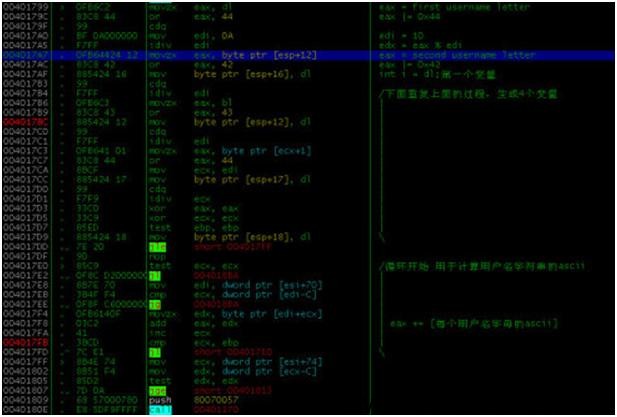 00401799 > 0FB6C2 movzx eax, dl eax = first username letter
0040179C . 83C8 44 or eax, 44 eax |= 0x44
0040179F . 99 cdq
004017A0 . BF 0A000000 mov edi, 0A edi = 10
004017A5 . F7FF idiv edi edx = eax % edi
004017A7 . 0FB64424 12 movzx eax, byte ptr [esp+12] eax = second username letter
004017AC . 83C8 42 or eax, 42 eax |= 0x42
004017AF . 885424 16 mov byte ptr [esp+16], dl int i = dl;第一个变量
004017B3 . 99 cdq
004017B4 . F7FF idiv edi
004017B6 . 0FB6C3 movzx eax, bl /下面重复上面的过程,生成4个变量
004017B9 . 83C8 43 or eax, 43
004017BC . 885424 12 mov byte ptr [esp+12], dl
004017C0 . 99 cdq
004017C1 . F7FF idiv edi
004017C3 . 0FB641 01 movzx eax, byte ptr [ecx+1]
004017C7 . 83C8 44 or eax, 44
004017CA . 8BCF mov ecx, edi
004017CC . 885424 17 mov byte ptr [esp+17], dl
004017D0 . 99 cdq
004017D1 . F7F9 idiv ecx
004017D3 . 33C0 xor eax, eax
004017D5 . 33C9 xor ecx, ecx
004017D7 . 85ED test ebp, ebp
004017D9 . 885424 18 mov byte ptr [esp+18], dl \
004017DD . 7E 20 jle short 004017FF
004017DF . 90 nop
004017E0 > 85C9 test ecx, ecx /循环开始 用于计算用户名字符串的ascii
004017E2 . 0F8C D2000000 jl 004018BA
004017E8 . 8B7E 70 mov edi, dword ptr [esi+70]
004017EB . 3B4F F4 cmp ecx, dword ptr [edi-C]
004017EE . 0F8F C6000000 jg 004018BA
004017F4 . 0FB6140F movzx edx, byte ptr [edi+ecx]
004017F8 . 03C2 add eax, edx eax += [每个用户名字母的ascii]
004017FA . 41 inc ecx
004017FB . 3BCD cmp ecx, ebp
004017FD . 7C E1 jl short 004017E0 \
004017FF > 8B4E 74 mov ecx, dword ptr [esi+74]
00401802 . 8B51 F4 mov edx, dword ptr [ecx-C]
00401805 . 85D2 test edx, edx
00401807 . 7D 0A jge short 00401813
00401809 . 68 57000780 push 80070057
0040180E . E8 5DF9FFFF call 00401170